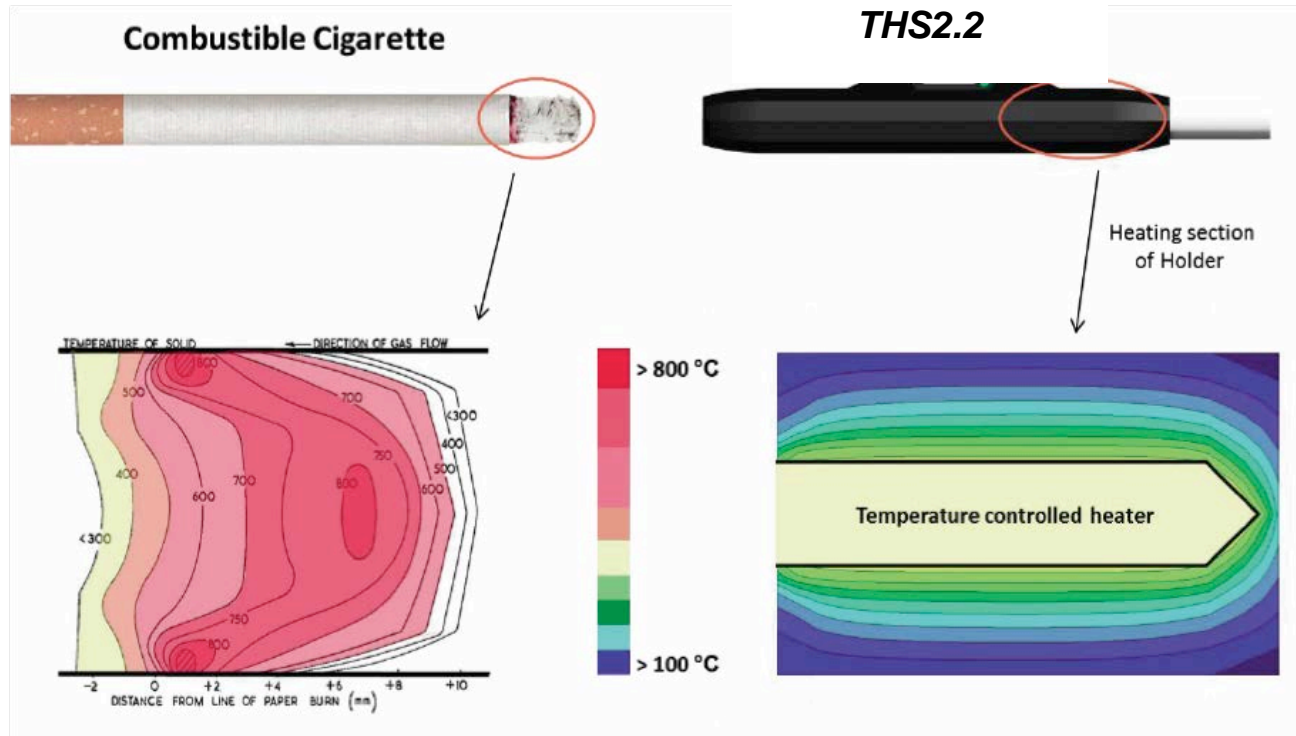 Combustible Cigarette
THS2.2
Heating section
of Holder
TEMPERATURE OF SOLID
DIRECTION OF GAS FLOW
800
500
700
<300
400
750
500
600
400
600
700
800
<300
750
800
-2
0
+2
+4
+6
+8
+10
DISTANCE FROM LINE OF PAPER BURN (mm)
> 800 °C
> 100 °C
Temperature controlled heater